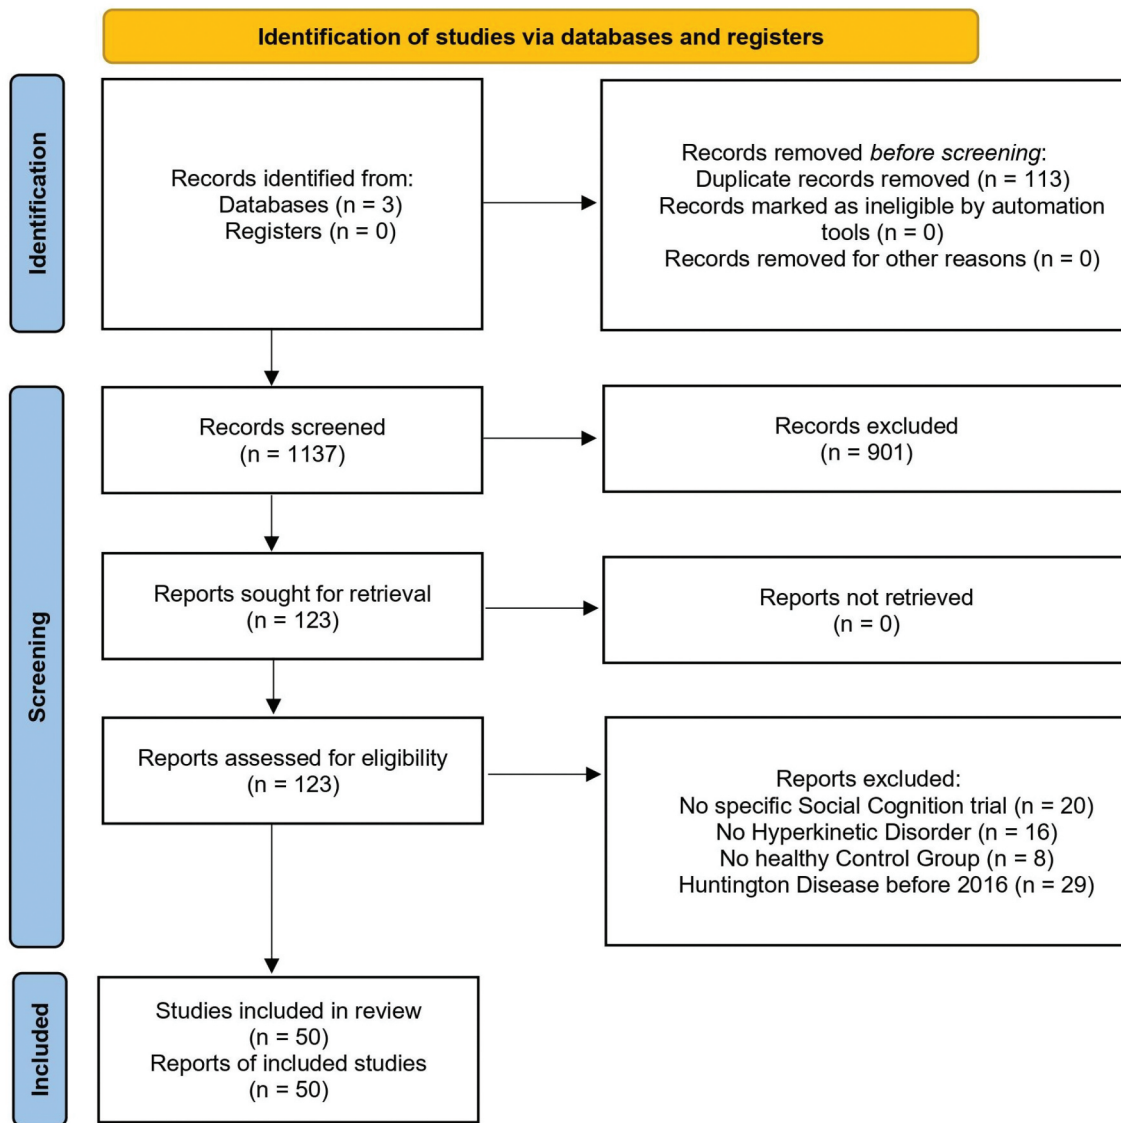 Identification of studies via databases and registers
Identification
Records identified from:
Databases (n = 3)
Registers (n = 0)
Records removed before screening:
Duplicate records removed (n = 113)
Records marked as ineligible by automation
tools (n = 0)
Records removed for other reasons (n = 0)
Screening
Records screened
(n = 1137)
Records excluded
(n = 901)
Reports sought for retrieval
(n = 123)
Reports not retrieved
(n = 0)
Reports assessed for eligibility
(n = 123)
Reports excluded:
No specific Social Cognition trial (n = 20)
No Hyperkinetic Disorder (n = 16)
No healthy Control Group (n = 8)
Huntington Disease before 2016 (n = 29)
Included
Studies included in review
(n = 50)
Reports of included studies
(n = 50)